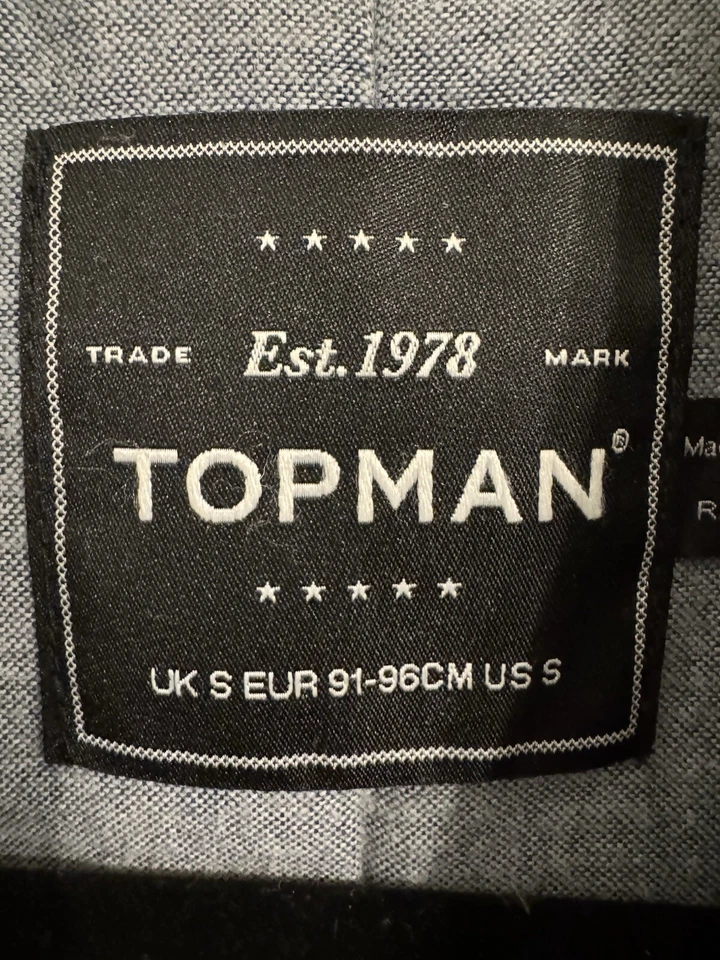 TRADE Est. 1978 MARK
TOPMAN®
UK S EUR 91-96CM US S